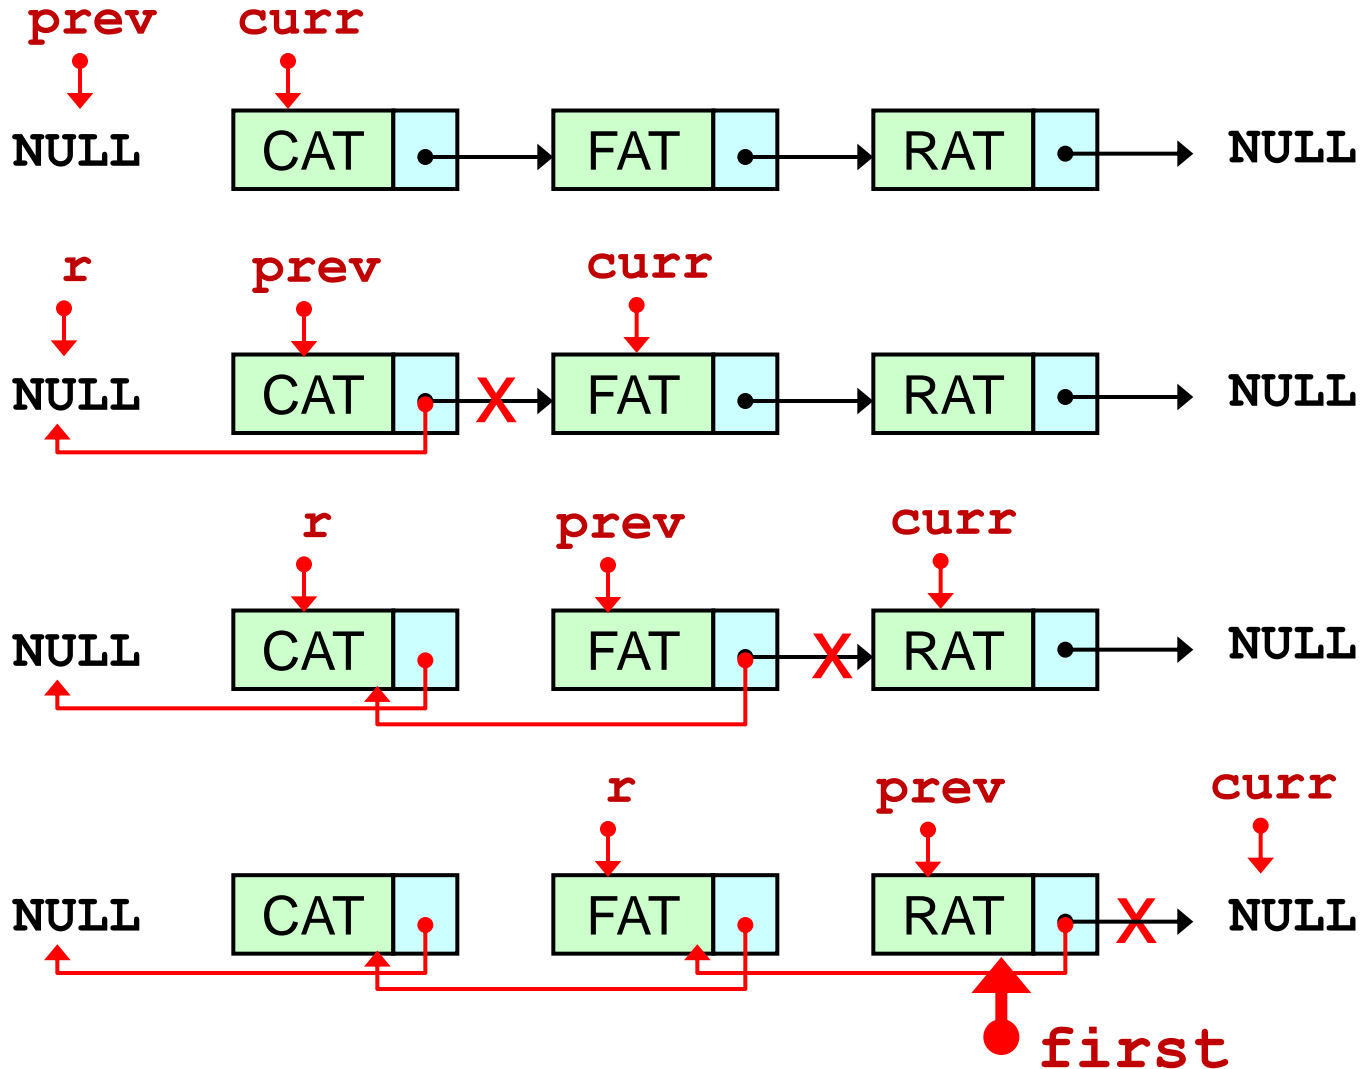 prev curr
NULL CAT FAT RAT NULL
r prev curr
NULL CAT X FAT RAT NULL
r prev curr
NULL CAT FAT X RAT NULL
r prev curr
NULL CAT FAT RAT X NULL
first